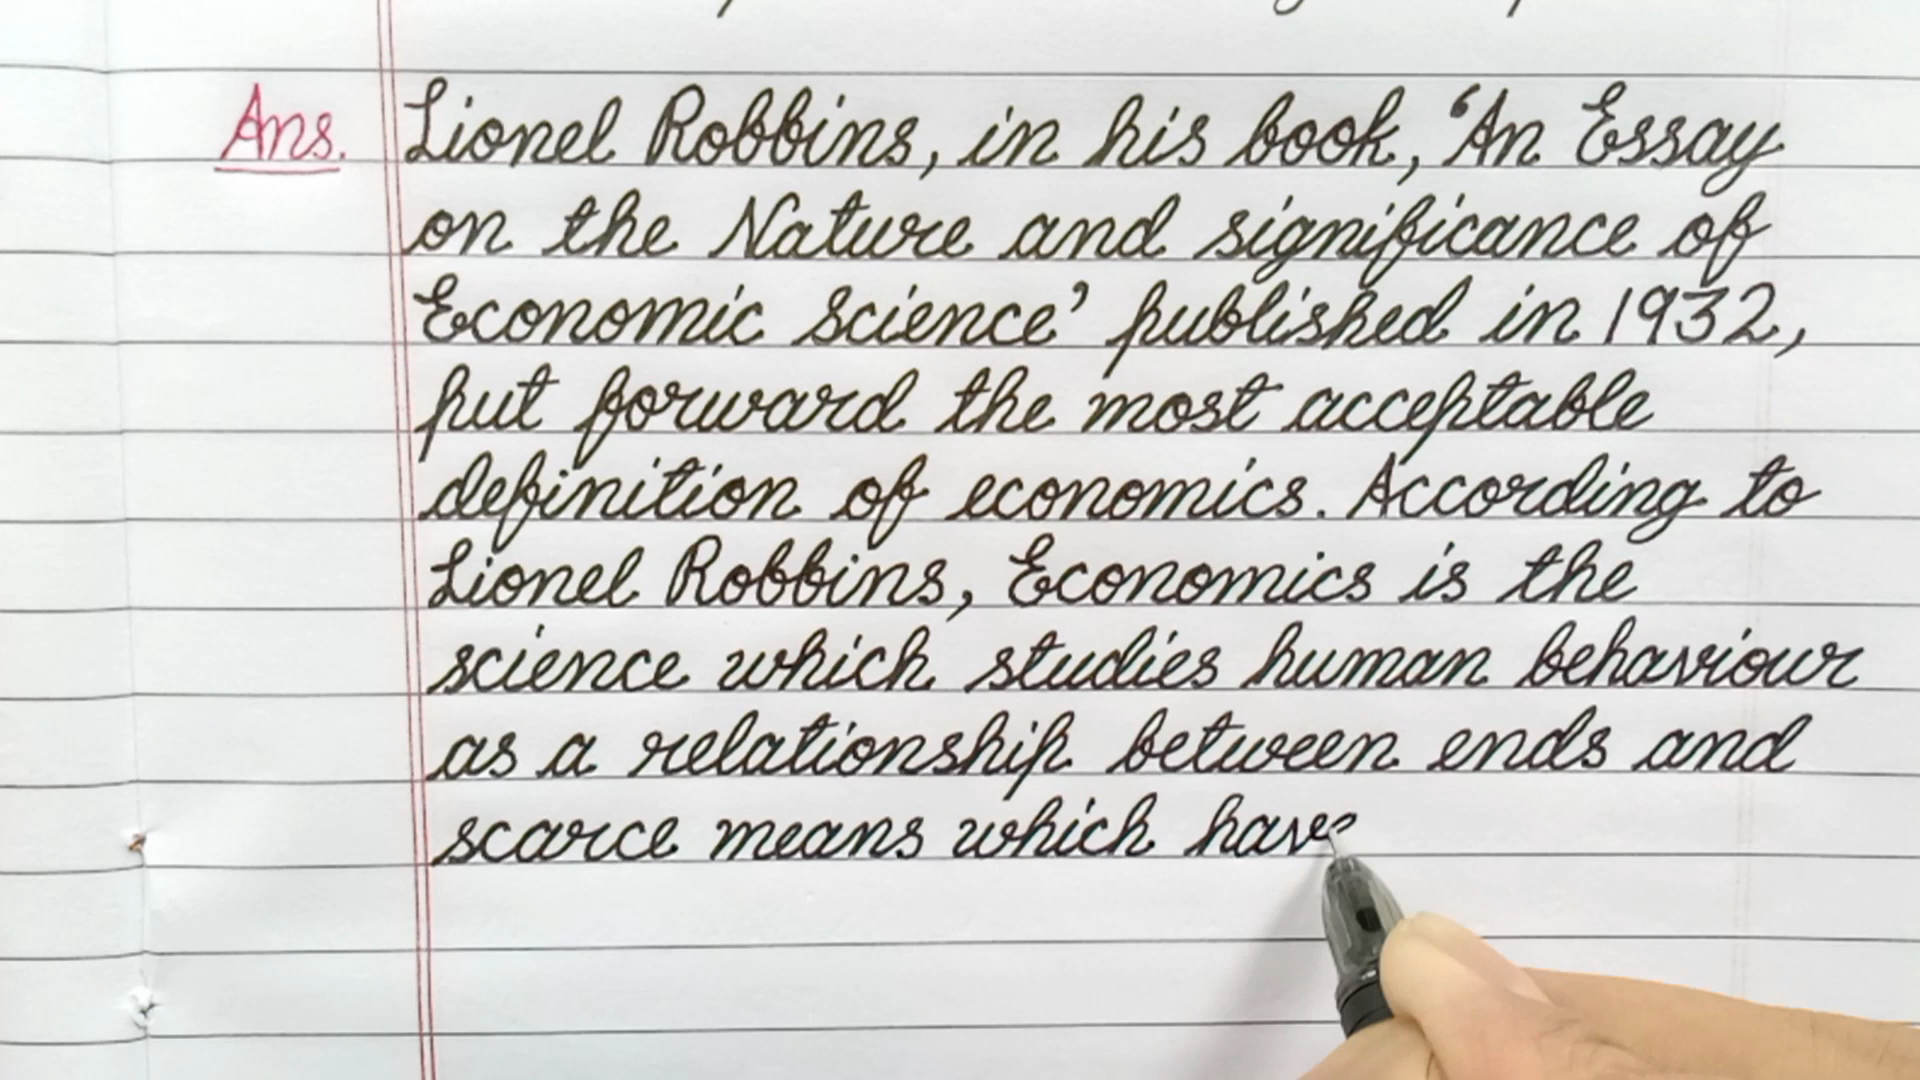 Ans. Lionel Robbins, in his book, 'An Essay
on the Nature and significance of
Economic Science' published in 1932,
put forward the most acceptable
definition of economics. According to
Lionel Robbins, Economics is the
science which studies human behaviour
as a relationship between ends and
scarce means which have